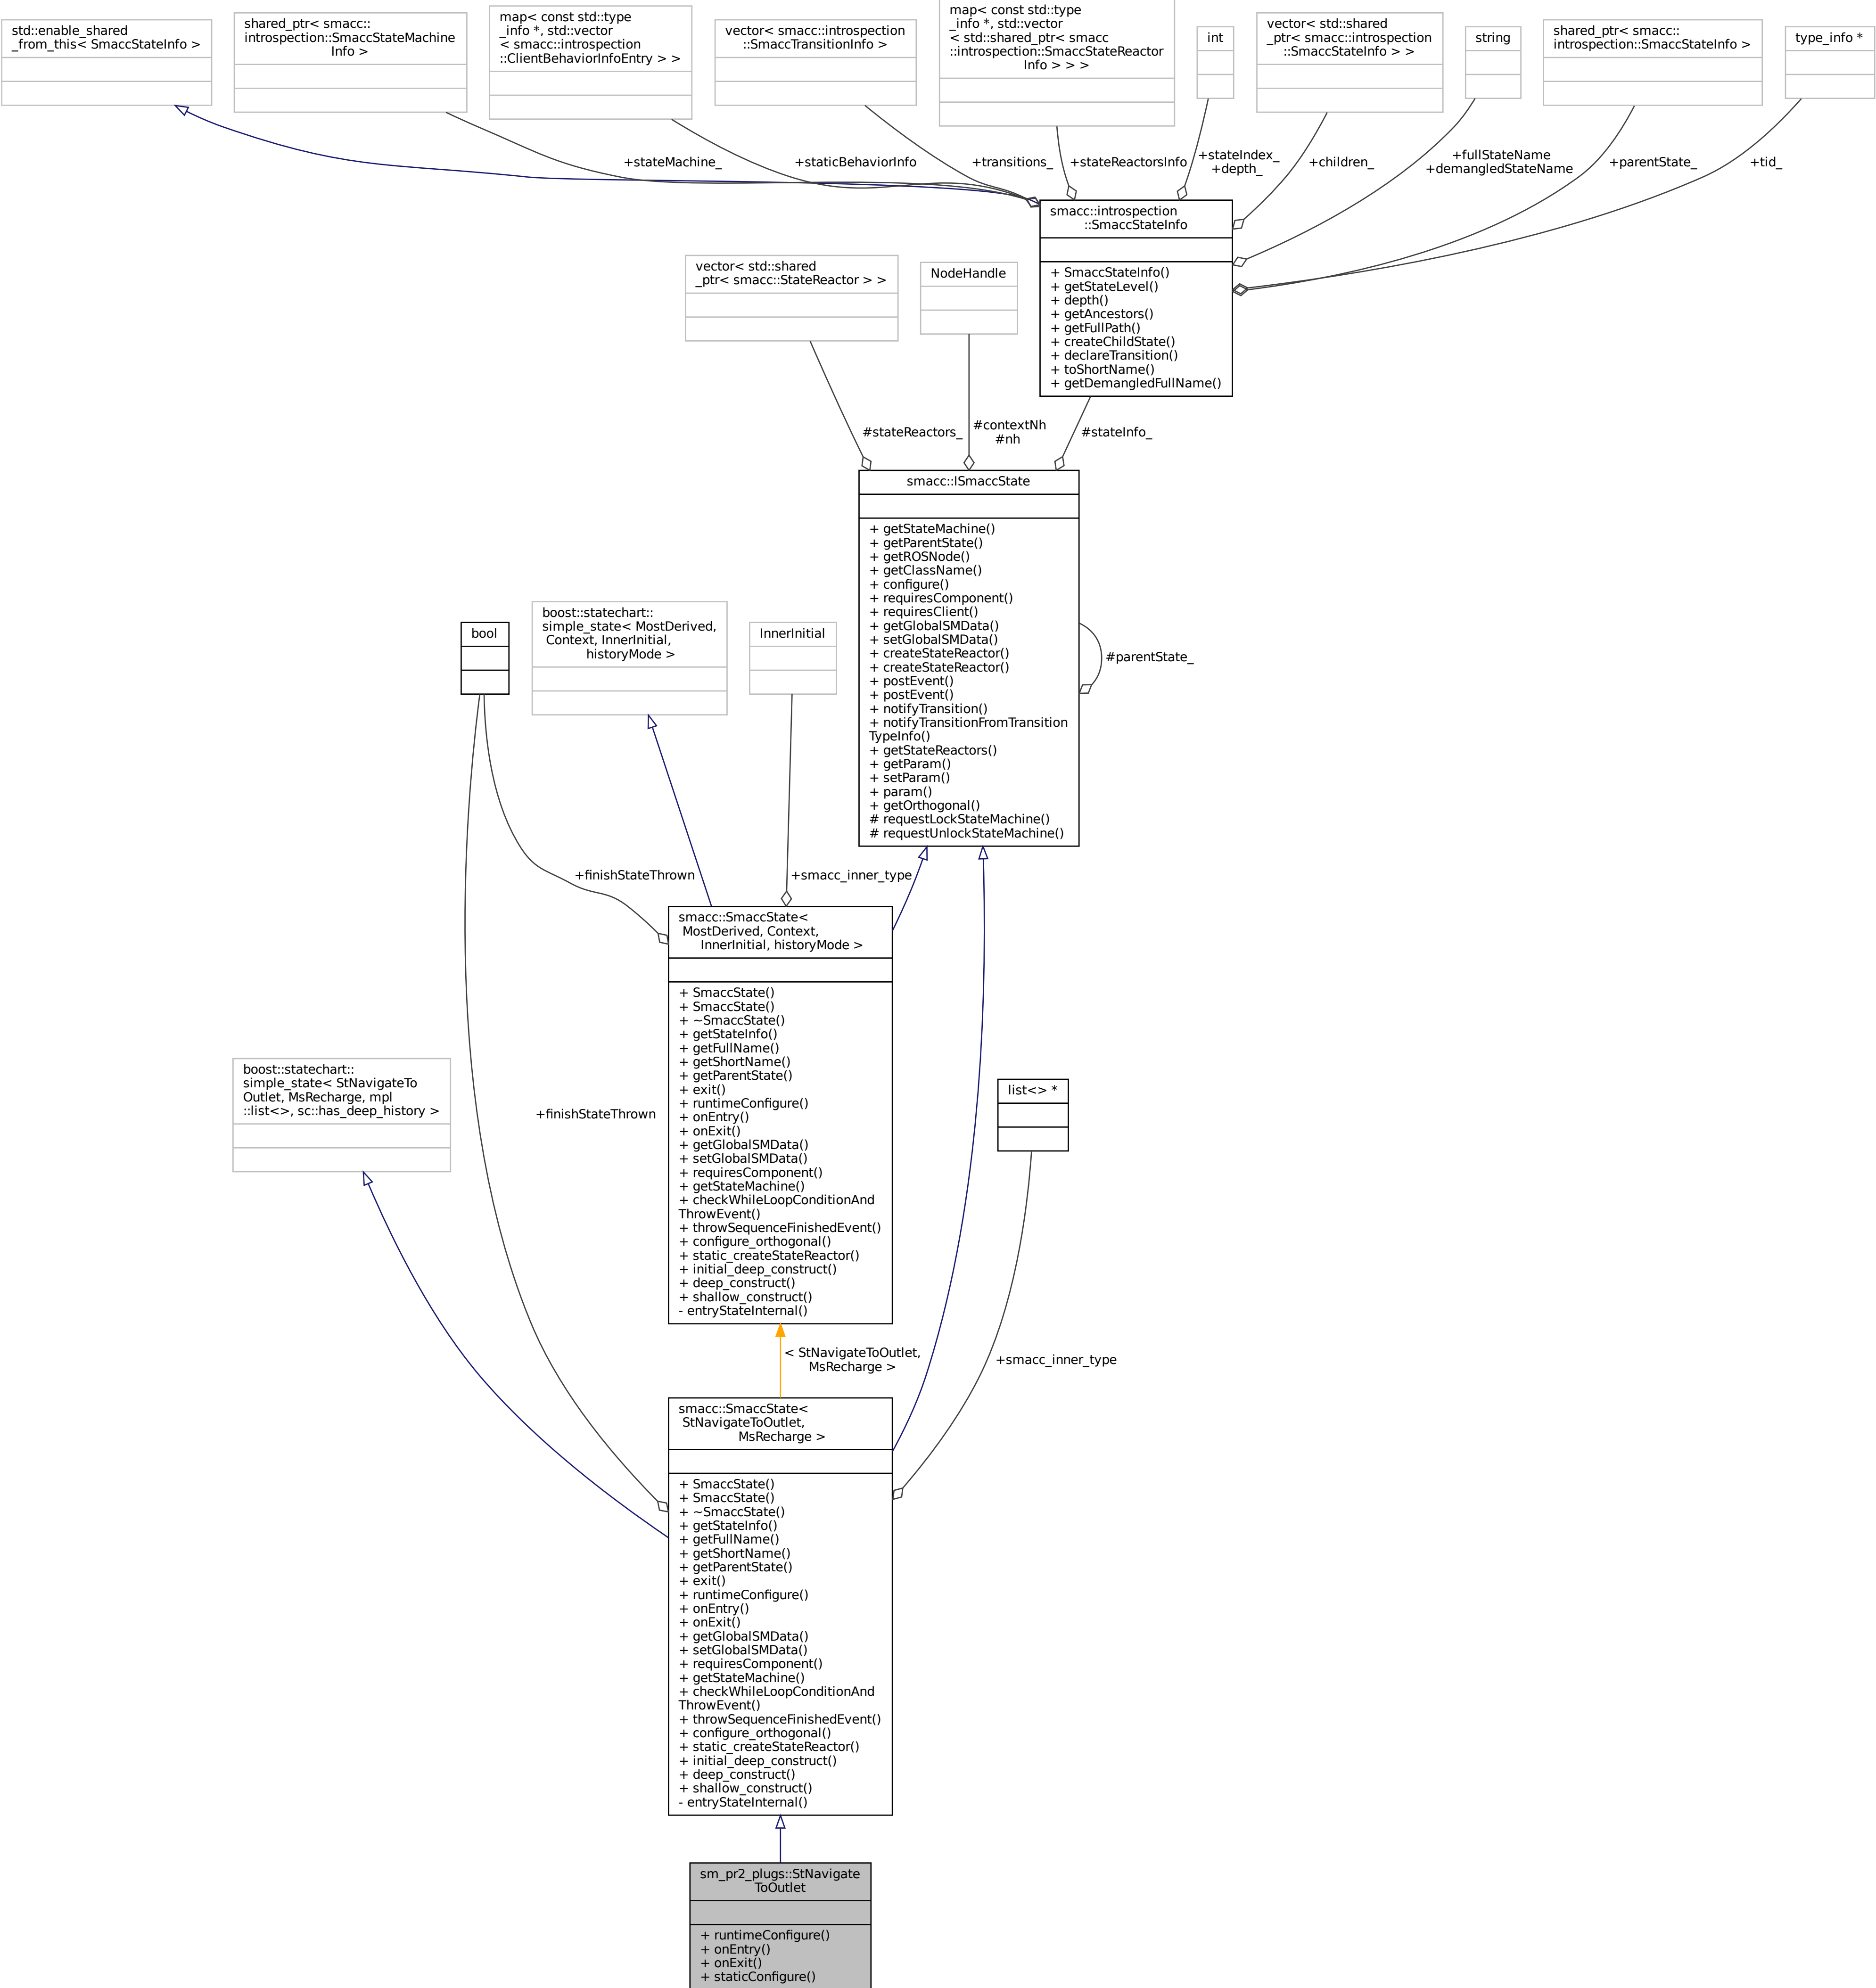 std::enable_shared
_from_this< SmaccStateInfo >
shared_ptr< smacc::
introspection::SmaccStateMachine
Info >
map< const std::type
_info *, std::vector
< smacc::introspection
::ClientBehaviorInfoEntry > >
vector< smacc::introspection
::SmaccTransitionInfo >
map< const std::type
_info *, std::vector
< std::shared_ptr< smacc
::introspection::SmaccStateReactor
Info > > >
int
vector< std::shared
_ptr< smacc::introspection
::SmaccStateInfo > >
string
shared_ptr< smacc::
introspection::SmaccStateInfo >
type_info *
+stateMachine_
+staticBehaviorInfo
+transitions_
+stateReactorsInfo
+stateIndex_
+depth_
+children_
+fullStateName
+demangledStateName
+parentState_
+tid_
smacc::introspection
::SmaccStateInfo
+ SmaccStateInfo()
+ getStateLevel()
+ depth()
+ getAncestors()
+ getFullPath()
+ createChildState()
+ declareTransition()
+ toShortName()
+ getDemangledFullName()
vector< std::shared
_ptr< smacc::StateReactor > >
NodeHandle
#stateReactors_
#contextNh
#nh
#stateInfo_
smacc::ISmaccState
+ getStateMachine()
+ getParentState()
+ getROSNode()
+ getClassName()
+ configure()
+ requiresComponent()
+ requiresClient()
+ getGlobalSMData()
+ setGlobalSMData()
+ createStateReactor()
+ createStateReactor()
+ postEvent()
+ postEvent()
+ notifyTransition()
+ notifyTransitionFromTransition
TypeInfo()
+ getStateReactors()
+ getParam()
+ setParam()
+ param()
+ getOrthogonal()
# requestLockStateMachine()
# requestUnlockStateMachine()
#parentState_
bool
boost::statechart::
simple_state< MostDerived,
Context, InnerInitial,
historyMode >
InnerInitial
+finishStateThrown
+smacc_inner_type
smacc::SmaccState<
MostDerived, Context,
InnerInitial, historyMode >
+ SmaccState()
+ SmaccState()
+ ~SmaccState()
+ getStateInfo()
+ getFullName()
+ getShortName()
+ getParentState()
+ exit()
+ runtimeConfigure()
+ onEntry()
+ onExit()
+ getGlobalSMData()
+ setGlobalSMData()
+ requiresComponent()
+ getStateMachine()
+ checkWhileLoopConditionAnd
ThrowEvent()
+ throwSequenceFinishedEvent()
+ configure_orthogonal()
+ static_createStateReactor()
+ initial_deep_construct()
+ deep_construct()
+ shallow_construct()
- entryStateInternal()
boost::statechart::
simple_state< StNavigateTo
Outlet, MsRecharge, mpl
::list<>, sc::has_deep_history >
+finishStateThrown
list<> *
< StNavigateToOutlet,
MsRecharge >
+smacc_inner_type
smacc::SmaccState<
StNavigateToOutlet,
MsRecharge >
+ SmaccState()
+ SmaccState()
+ ~SmaccState()
+ getStateInfo()
+ getFullName()
+ getShortName()
+ getParentState()
+ exit()
+ runtimeConfigure()
+ onEntry()
+ onExit()
+ getGlobalSMData()
+ setGlobalSMData()
+ requiresComponent()
+ getStateMachine()
+ checkWhileLoopConditionAnd
ThrowEvent()
+ throwSequenceFinishedEvent()
+ configure_orthogonal()
+ static_createStateReactor()
+ initial_deep_construct()
+ deep_construct()
+ shallow_construct()
- entryStateInternal()
sm_pr2_plugs::StNavigate
ToOutlet
+ runtimeConfigure()
+ onEntry()
+ onExit()
+ staticConfigure()